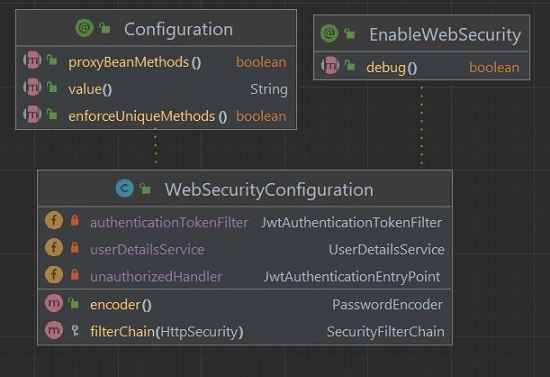 Configuration
proxyBeanMethods() boolean
value() String
enforceUniqueMethods() boolean
EnableWebSecurity
debug() boolean
WebSecurityConfiguration
authenticationTokenFilter JwtAuthenticationTokenFilter
userDetailsService UserDetailsService
unauthorizedHandler JwtAuthenticationEntryPoint
encoder() PasswordEncoder
filterChain(HttpSecurity) SecurityFilterChain